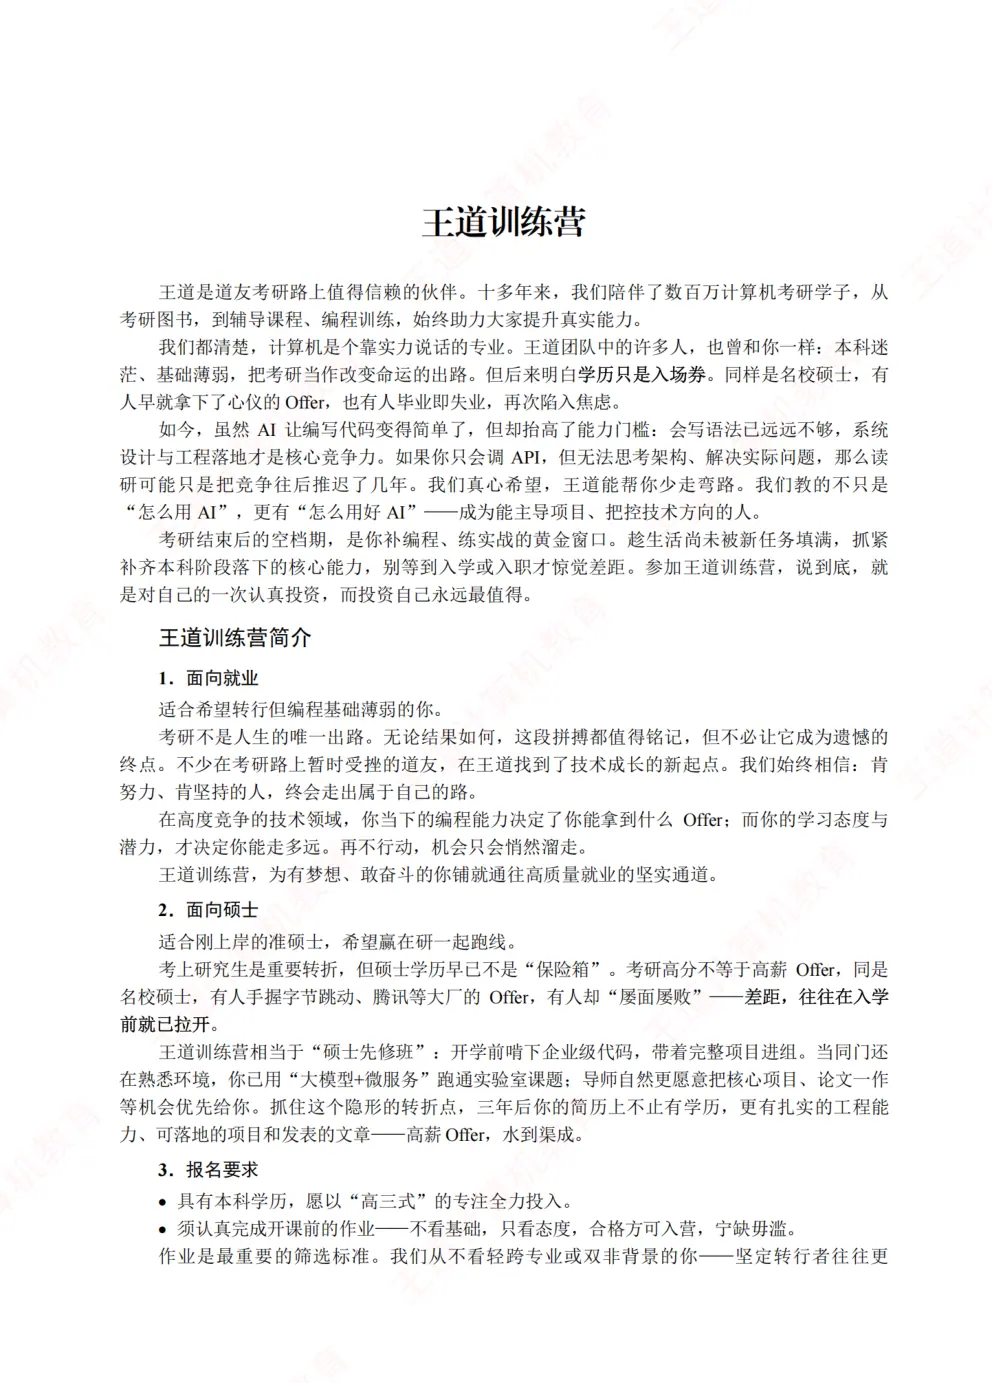 王道训练营
王道是道友考研路上值得信赖的伙伴。十多年来，我们陪伴了数百万计算机考研学子，从
考研图书，到辅导课程、编程训练，始终助力大家提升真实能力。
我们都清楚，计算机是个靠实力说话的专业。王道团队中的许多人，也曾和你一样：本科迷
茫、基础薄弱，把考研当作改变命运的出路。但后来明白学历只是入场券。同样是名校硕士，有
人早就拿下了心仪的 Offer，也有人毕业即失业，再次陷入焦虑。
如今，虽然 AI 让编写代码变得简单了，但却抬高了能力门槛：会写语法已远远不够，系统
设计与工程落地才是核心竞争力。如果你只会调 API，但无法思考架构、解决实际问题，那么读
研可能只是把竞争往后推迟了几年。我们真心希望，王道能帮你少走弯路。我们教的不只是
“怎么用 AI”，更有“怎么用好 AI”——成为能主导项目、把控技术方向的人。
考研结束后的空档期，是你补编程、练实战的黄金窗口。趁生活尚未被新任务填满，抓紧
补齐本科阶段落下的核心能力，别等到入学或入职才惊觉差距。参加王道训练营，说到底，就
是对自己的一次认真投资，而投资自己永远最值得。
王道训练营简介
1．面向就业
适合希望转行但编程基础薄弱的你。
考研不是人生的唯一出路。无论结果如何，这段拼搏都值得铭记，但不必让它成为遗憾的
终点。不少在考研路上暂时受挫的道友，在王道找到了技术成长的新起点。我们始终相信：肯
努力、肯坚持的人，终会走出属于自己的路。
在高度竞争的技术领域，你当下的编程能力决定了你能拿到什么 Offer；而你的学习态度与
潜力，才决定你能走多远。再不行动，机会只会悄然溜走。
王道训练营，为有梦想、敢奋斗的你铺就通往高质量就业的坚实通道。
2．面向硕士
适合刚上岸的准硕士，希望赢在研一起跑线。
考上研究生是重要转折，但硕士学历早已不是“保险箱”。考研高分不等于高薪 Offer，同是
名校硕士，有人手握字节跳动、腾讯等大厂的 Offer，有人却“屡面屡败”——差距，往往在入学
前就已拉开。
王道训练营相当于“硕士先修班”：开学前啃下企业级代码，带着完整项目进组。当同门还
在熟悉环境，你已用“大模型+微服务”跑通实验室课题；导师自然更愿意把核心项目、论文一作
等机会优先给你。抓住这个隐形的转折点，三年后你的简历上不止有学历，更有扎实的工程能
力、可落地的项目和发表的文章——高薪 Offer，水到渠成。
3．报名要求
• 具有本科学历，愿以“高三式”的专注全力投入。
• 须认真完成开课前的作业——不看基础，只看态度，合格方可入营，宁缺毋滥。
作业是最重要的筛选标准。我们从不看轻跨专业或双非背景的你——坚定转行者往往更